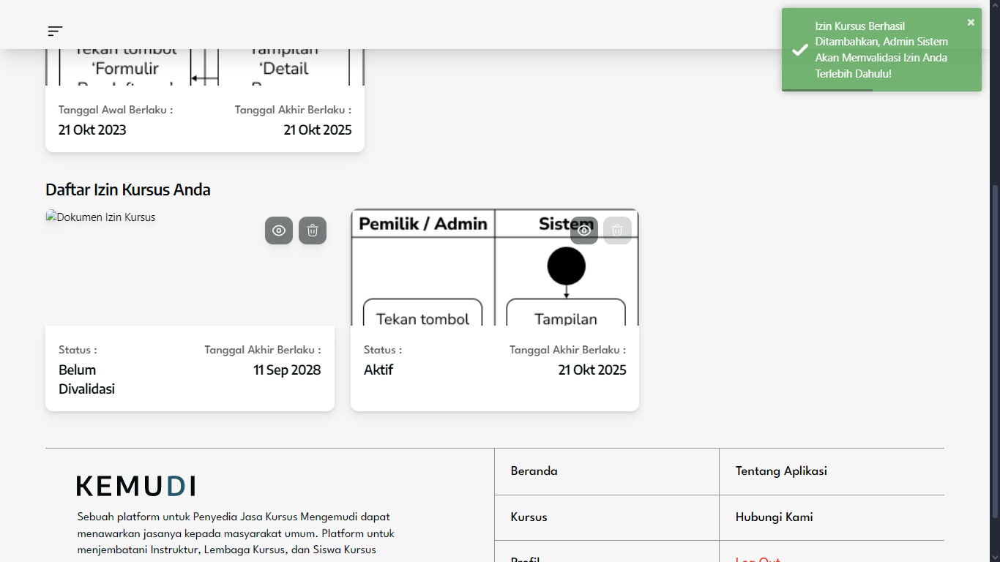 Izin Kursus Berhasil
Ditambahkan, Admin Sistem
Akan Memvalidasi Izin Anda
Terlebih Dahulu!
Tekan tombol
‘Formulir
Tampilan
‘Detail
Tanggal Awal Berlaku :
Tanggal Akhir Berlaku :
21 Okt 2023
21 Okt 2025
Daftar Izin Kursus Anda
Dokumen Izin Kursus
Pemilik / Admin
Sistem
Tekan tombol
Tampilan
Status :
Tanggal Akhir Berlaku :
Belum
Divalidasi
11 Sep 2028
Status :
Tanggal Akhir Berlaku :
Aktif
21 Okt 2025
KEMUDI
Sebuah platform untuk Penyedia Jasa Kursus Mengemudi dapat
menawarkan jasanya kepada masyarakat umum. Platform untuk
menjembatani Instruktur, Lembaga Kursus, dan Siswa Kursus
Beranda
Tentang Aplikasi
Kursus
Hubungi Kami
Profil
Log Out